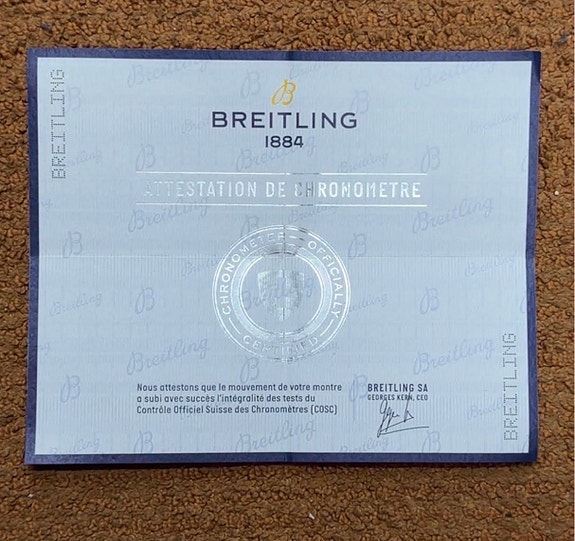 B
BREITLING
1884
ATTESTATION DE CHRONOMETRE
CHRONOMETER OFFICIALLY
CERTIFIED
Nous attestons que le mouvement de votre montre
a subi avec succès l'intégralité des tests du
Contrôle Officiel Suisse des Chronomètres (COSC)
BREITLING SA
GEORGES KERN, CEO
BREITLING
BREITLING
Breitling